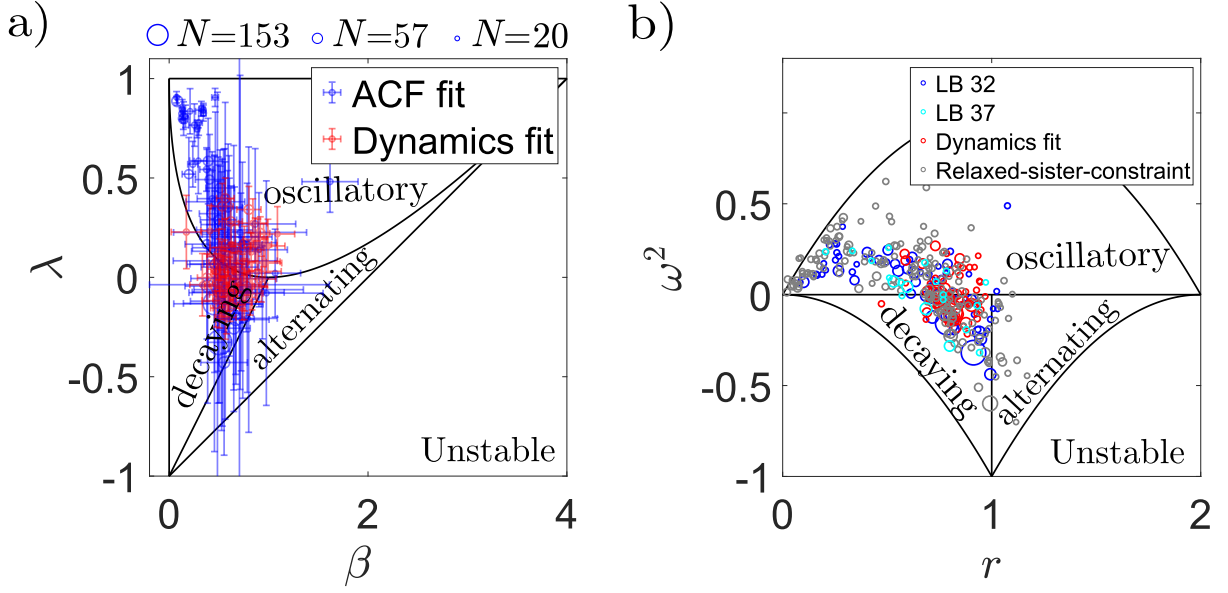 a)
N=153 N=57 N=20
1
0.5
0
-0.5
-1
λ
ACF fit
Dynamics fit
oscillatory
decaying
alternating
Unstable
0 2 4
β
b)
0.5
0
-0.5
-1
ω²
LB 32
LB 37
Dynamics fit
Relaxed-sister-constraint
oscillatory
decaying
alternating
Unstable
0 1 2
r